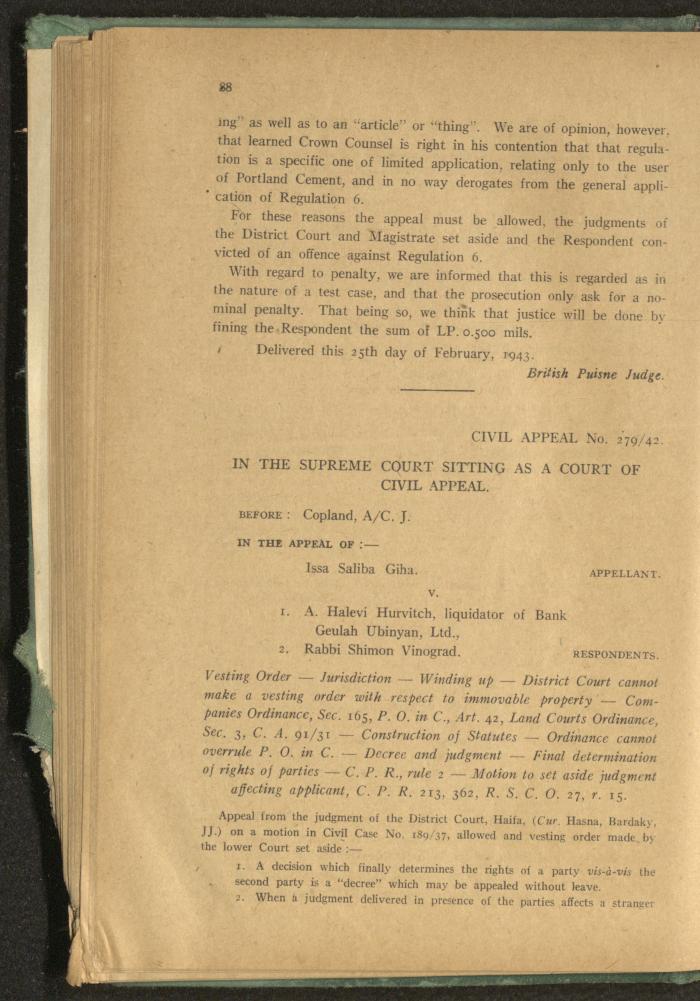 88
ing" as well as to an "article" or "thing". We are of opinion, however,
that learned Crown Counsel is right in his contention that that regula-
tion is a specific one of limited application, relating only to the user
of Portland Cement, and in no way derogates from the general appli-
cation of Regulation 6.
For these reasons the appeal must be allowed, the judgments of
the District Court and Magistrate set aside and the Respondent con-
victed of an offence against Regulation 6.
With regard to penalty, we are informed that this is regarded as in
the nature of a test case, and that the prosecution only ask for a no-
minal penalty. That being so, we think that justice will be done by
fining the Respondent the sum of LP. 0.500 mils.
Delivered this 25th day of February, 1943.
British Puisne Judge.
CIVIL APPEAL No. 279/42.
IN THE SUPREME COURT SITTING AS A COURT OF
CIVIL APPEAL.
BEFORE : Copland, A/C. J.
IN THE APPEAL OF :—
Issa Saliba Giha. APPELLANT.
v.
1. A. Halevi Hurvitch, liquidator of Bank
Geulah Ubinyan, Ltd.,
2. Rabbi Shimon Vinograd. RESPONDENTS.
Vesting Order — Jurisdiction — Winding up — District Court cannot
make a vesting order with respect to immovable property — Com-
panies Ordinance, Sec. 165, P. O. in C., Art. 42, Land Courts Ordinance,
Sec. 3, C. A. 91/31 — Construction of Statutes — Ordinance cannot
overrule P. O. in C. — Decree and judgment — Final determination
of rights of parties — C. P. R., rule 2 — Motion to set aside judgment
affecting applicant, C. P. R. 213, 362, R. S. C. O. 27, r. 15.
Appeal from the judgment of the District Court, Haifa, (Cur. Hasna, Bardaky,
JJ.) on a motion in Civil Case No. 189/37, allowed and vesting order made by
the lower Court set aside :—
1. A decision which finally determines the rights of a party vis-à-vis the
second party is a "decree" which may be appealed without leave.
2. When a judgment delivered in presence of the parties affects a stranger